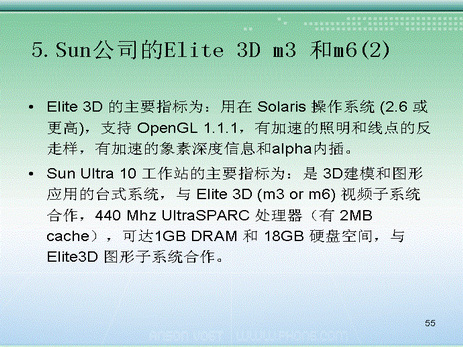 5.Sun公司的Elite 3D m3 和m6(2)
• Elite 3D 的主要指标为：用在 Solaris 操作系统 (2.6 或
更高)，支持 OpenGL 1.1.1，有加速的照明和线点的反
走样，有加速的象素深度信息和alpha内插。
• Sun Ultra 10 工作站的主要指标为：是 3D建模和图形
应用的台式系统，与 Elite 3D (m3 or m6) 视频子系统
合作，440 Mhz UltraSPARC 处理器（有 2MB
cache），可达1GB DRAM 和 18GB 硬盘空间，与
Elite3D 图形子系统合作。
55